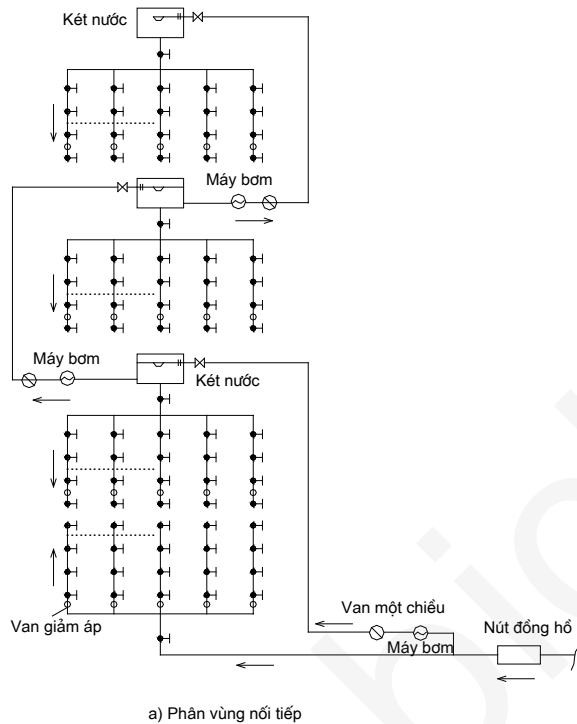 Két nước
Máy bơm
Máy bơm
Két nước
Van một chiều
Van giảm áp
Máy bơm
Nút đồng hồ
a) Phân vùng nối tiếp